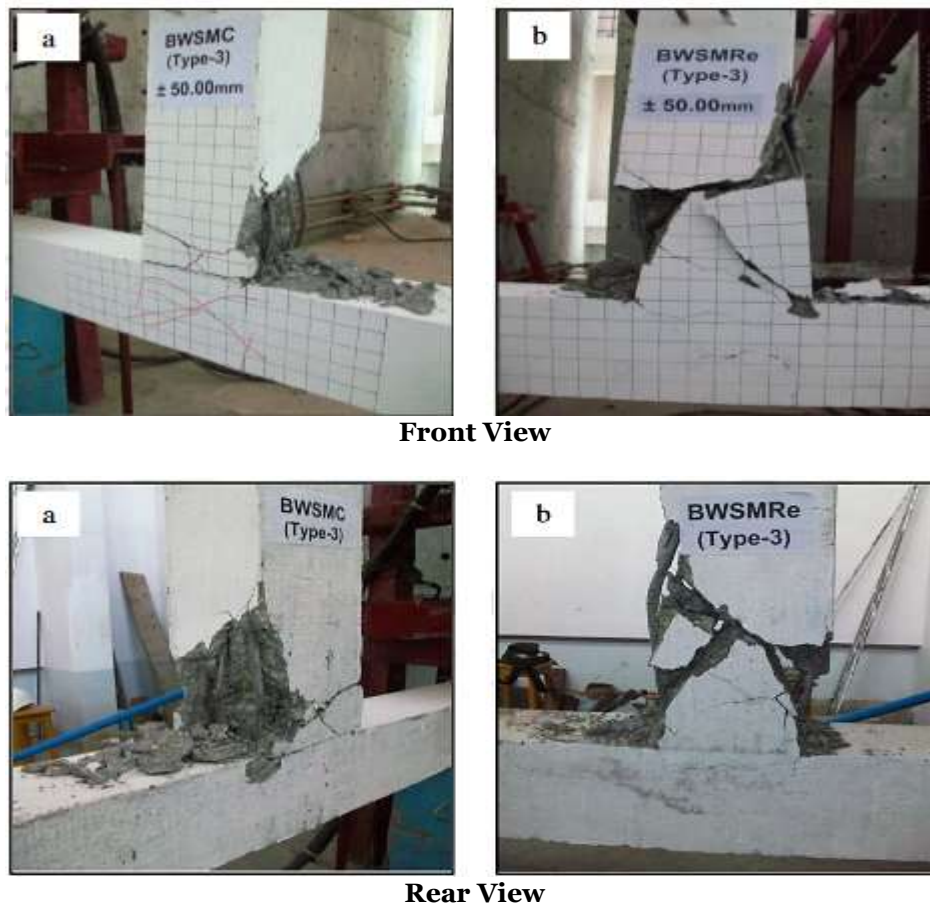 a
BWSMC
(Type-3)
± 50.00mm
b
BWSMRe
(Type-3)
± 50.00mm
Front View
a
BWSMC
(Type-3)
b
BWSMRe
(Type-3)
Rear View